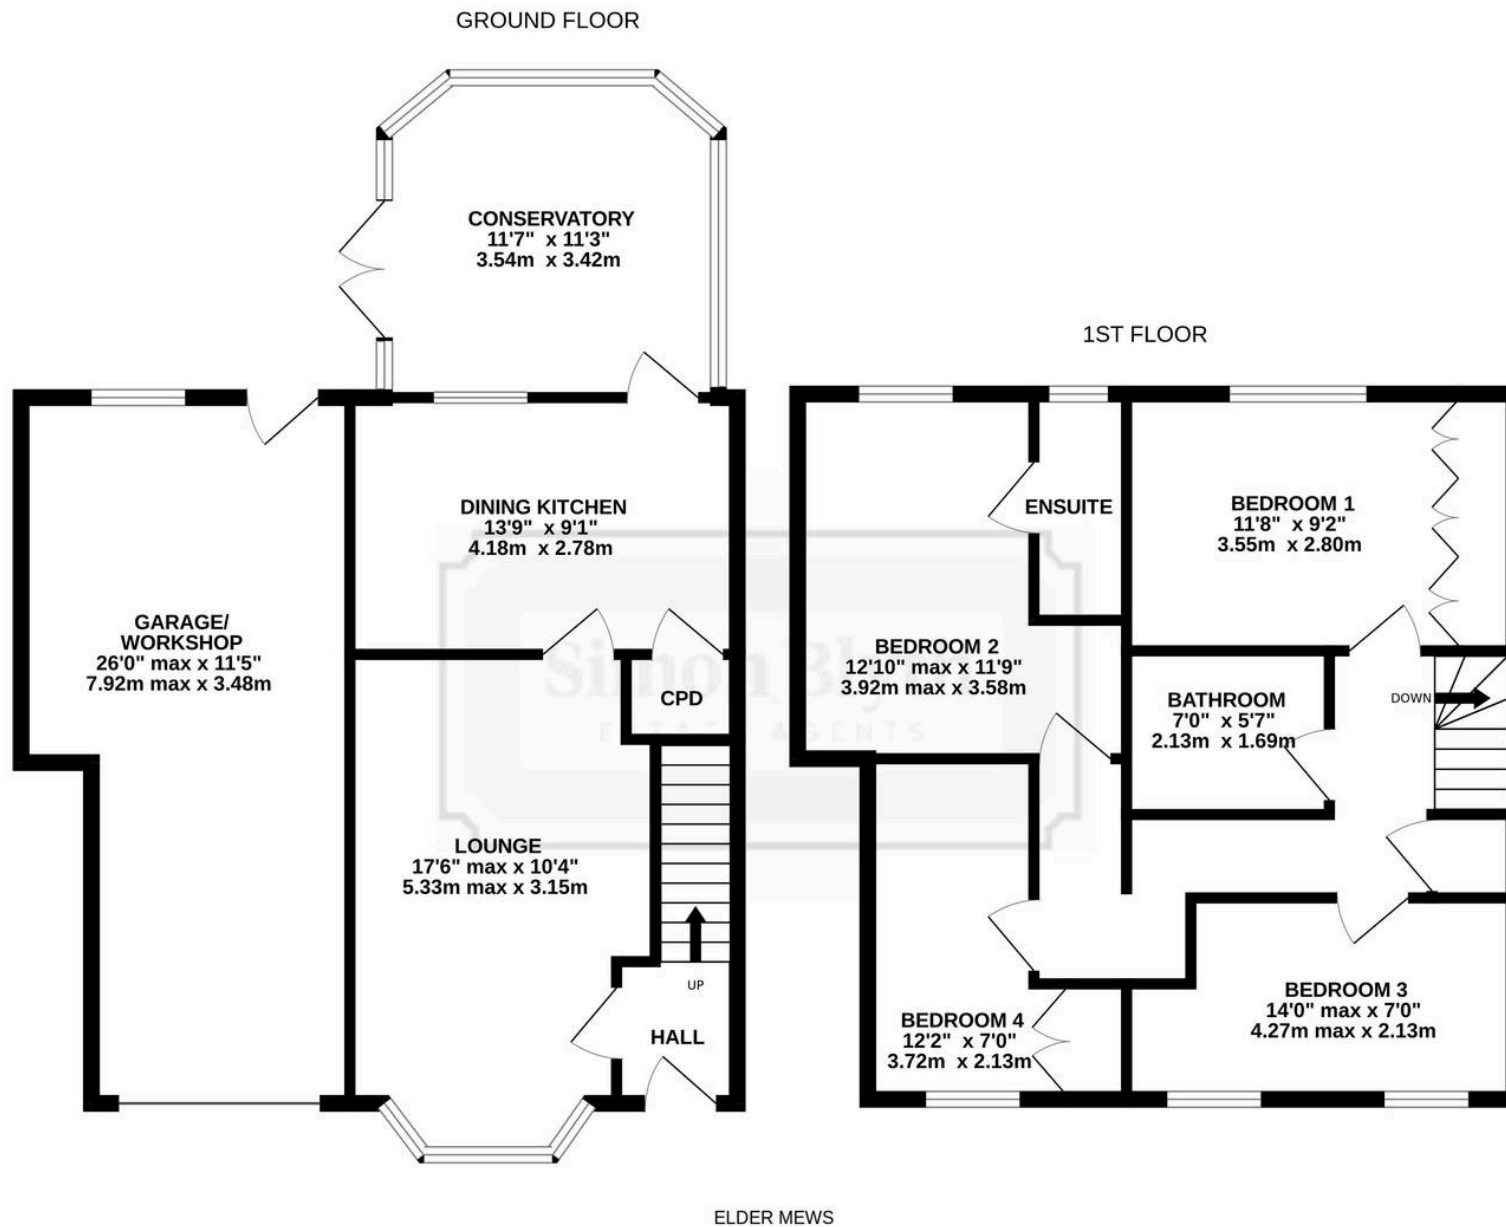 GROUND FLOOR
CONSERVATORY
11'7" x 11'3"
3.54m x 3.42m
DINING KITCHEN
13'9" x 9'1"
4.18m x 2.78m
GARAGE/
WORKSHOP
26'0" max x 11'5"
7.92m max x 3.48m
CPD
LOUNGE
17'6" max x 10'4"
5.33m max x 3.15m
UP
HALL
1ST FLOOR
ENSUITE
BEDROOM 1
11'8" x 9'2"
3.55m x 2.80m
BEDROOM 2
12'10" max x 11'9"
3.92m max x 3.58m
BATHROOM
7'0" x 5'7"
2.13m x 1.69m
DOWN
BEDROOM 3
14'0" max x 7'0"
4.27m max x 2.13m
BEDROOM 4
12'2" x 7'0"
3.72m x 2.13m
Simon
ESTATE AGENTS
ELDER MEWS